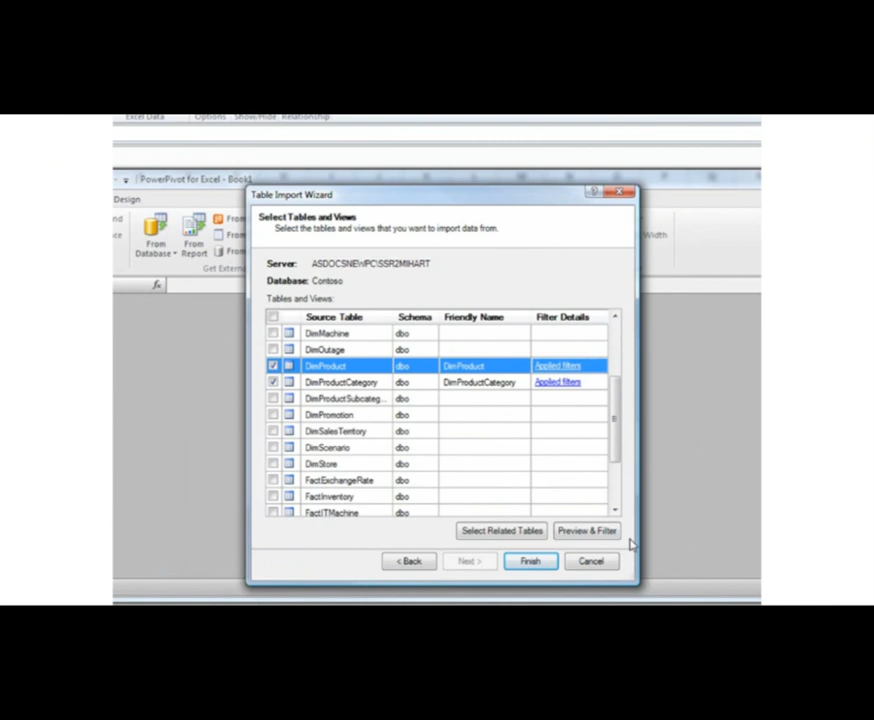 Excel Data Options Show/Hide Relationship
PowerPivot for Excel - Book1
Design
Table Import Wizard
Select Tables and Views
Select the tables and views that you want to import data from.
From Database
From Report
From
From
From
Width
Get Extern
fx
Server: ASDOCSNEWPC\SSR2MIHART
Database: Contoso
Tables and Views:
Source Table Schema Friendly Name Filter Details
DimMachine dbo
DimOutage dbo
DimProduct dbo DimProduct Applied filters
DimProductCategory dbo DimProductCategory Applied filters
DimProductSubcateg... dbo
DimPromotion dbo
DimSalesTerritory dbo
DimScenario dbo
DimStore dbo
FactExchangeRate dbo
FactInventory dbo
FactITMachine dbo
Select Related Tables Preview & Filter
< Back Next > Finish Cancel